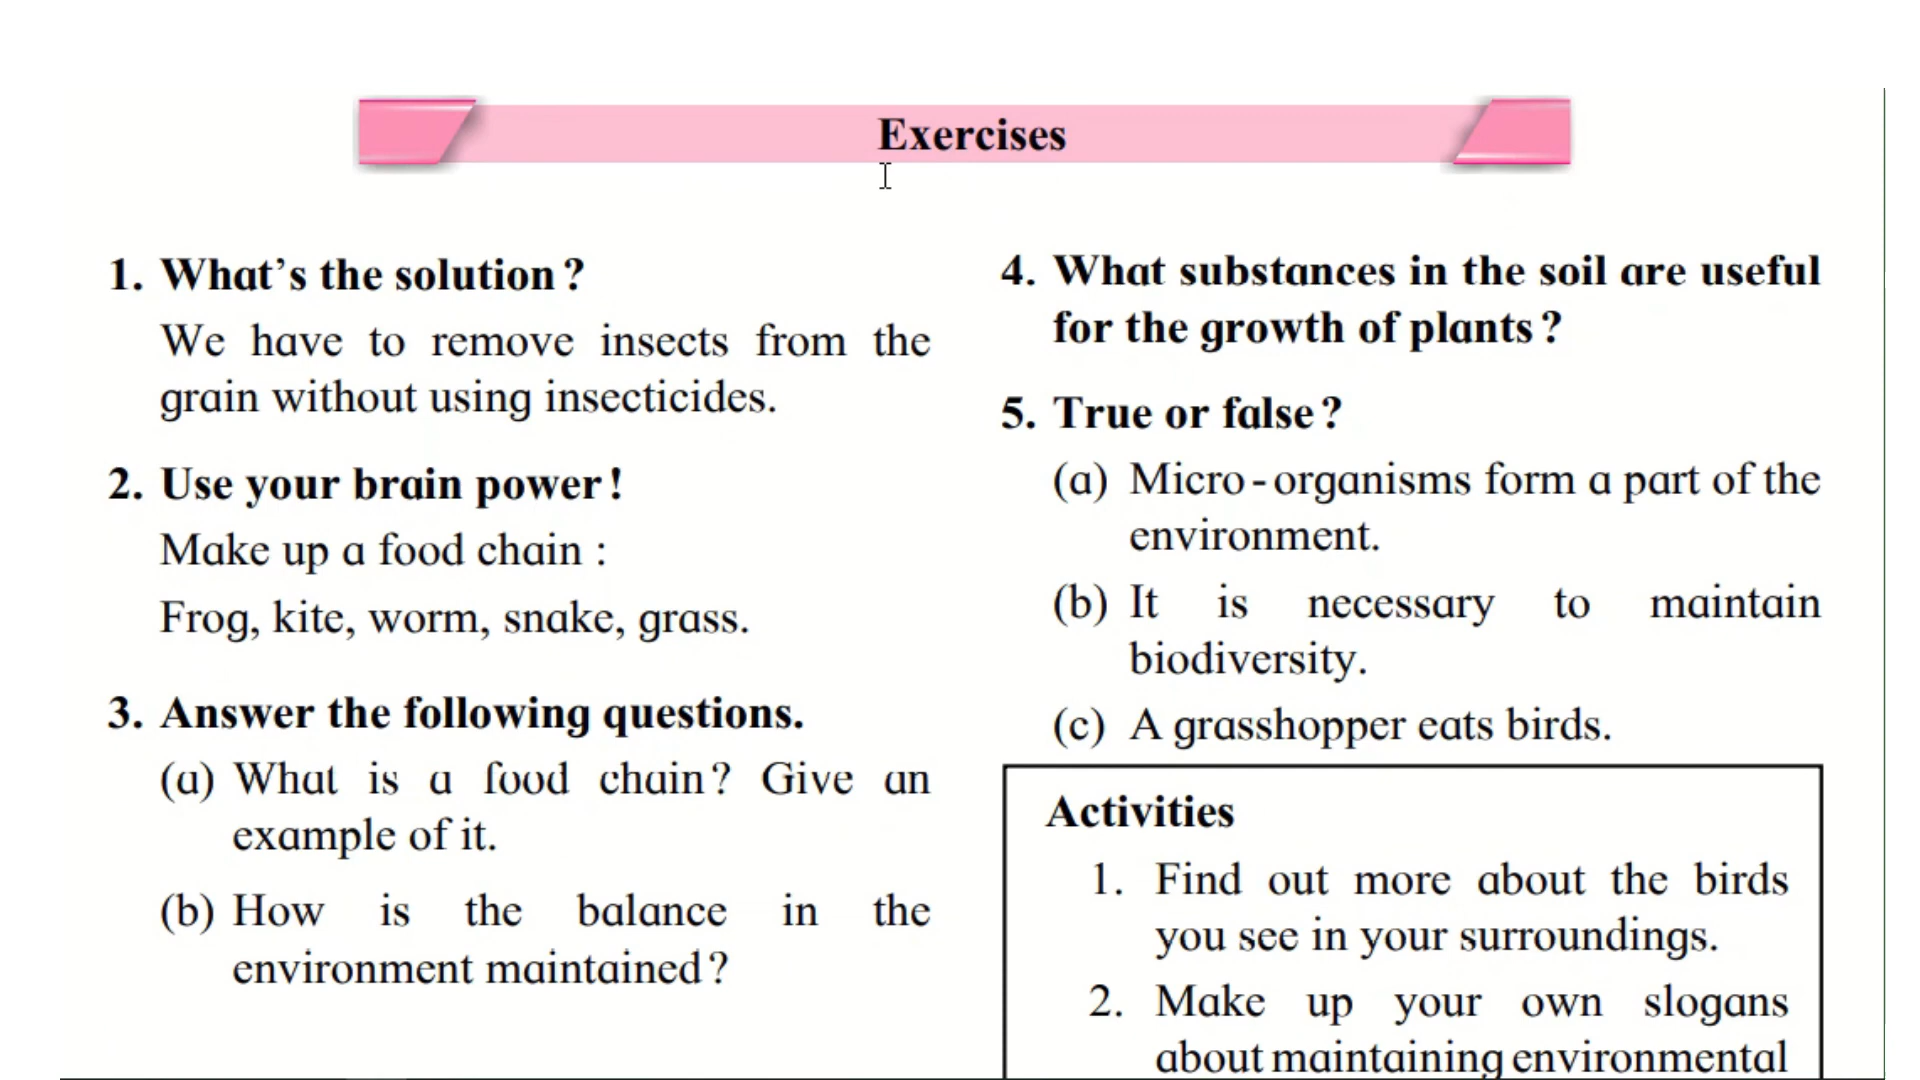 Exercises
1. What's the solution?
We have to remove insects from the
grain without using insecticides.
2. Use your brain power!
Make up a food chain :
Frog, kite, worm, snake, grass.
3. Answer the following questions.
(a) What is a food chain? Give an
example of it.
(b) How is the balance in the
environment maintained?
4. What substances in the soil are useful
for the growth of plants?
5. True or false?
(a) Micro-organisms form a part of the
environment.
(b) It is necessary to maintain
biodiversity.
(c) A grasshopper eats birds.
Activities
1. Find out more about the birds
you see in your surroundings.
2. Make up your own slogans
about maintaining environmental